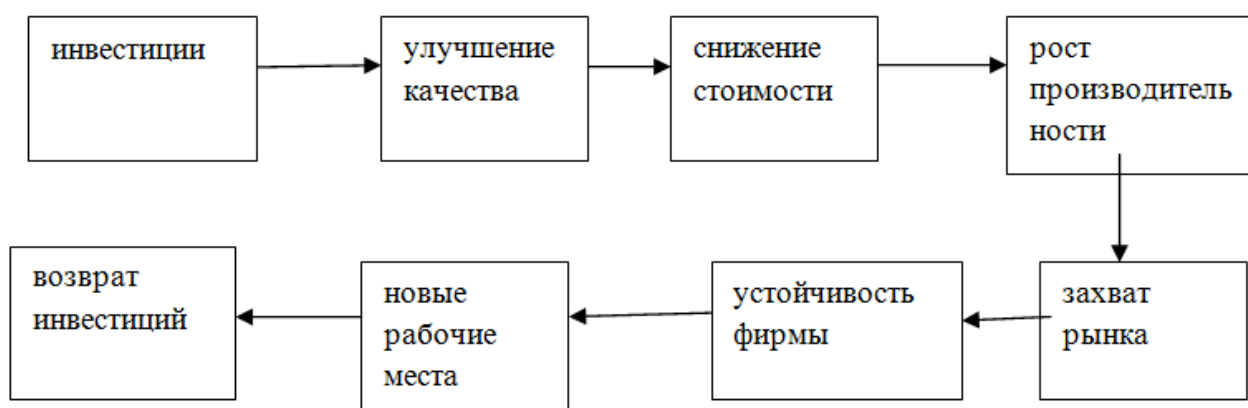 инвестиции
улучшение
качества
снижение
стоимости
рост
производитель
ности
захват
рынка
устойчивость
фирмы
новые
рабочие
места
возврат
инвестиций